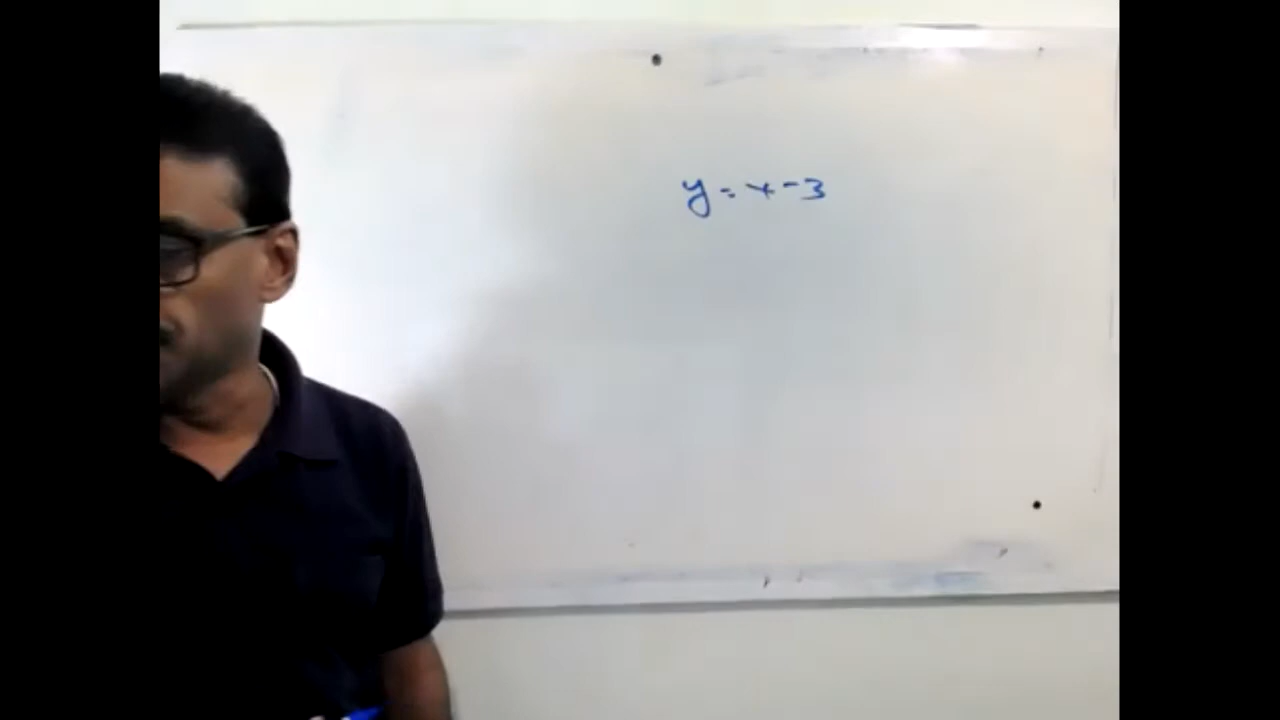 y = x - 3